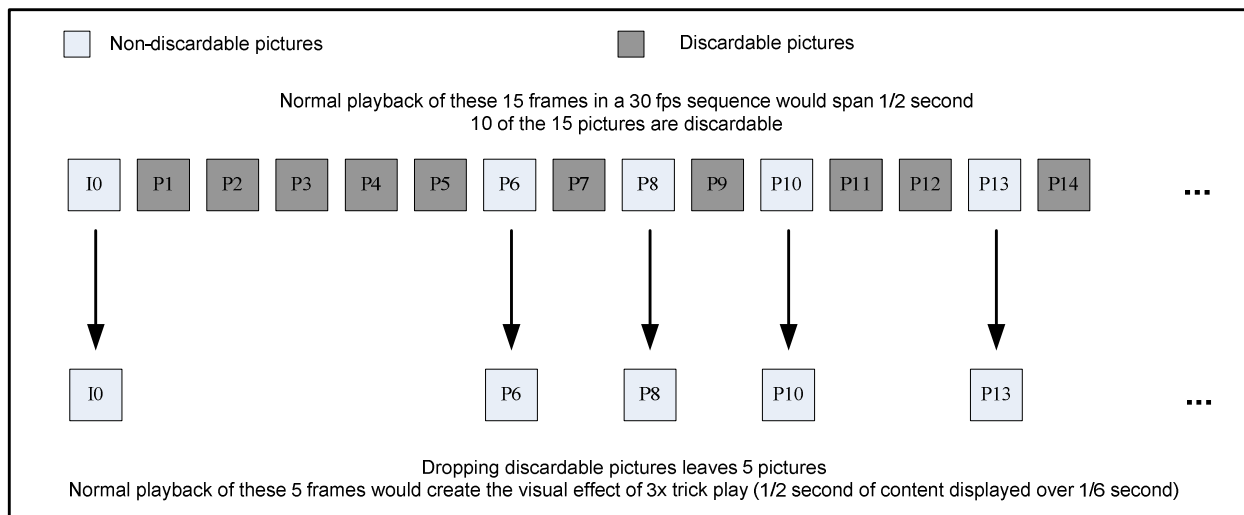 Non-discardable pictures Discardable pictures
Normal playback of these 15 frames in a 30 fps sequence would span 1/2 second
10 of the 15 pictures are discardable
I0 P1 P2 P3 P4 P5 P6 P7 P8 P9 P10 P11 P12 P13 P14 ...
I0 P6 P8 P10 P13 ...
Dropping discardable pictures leaves 5 pictures
Normal playback of these 5 frames would create the visual effect of 3x trick play (1/2 second of content displayed over 1/6 second)